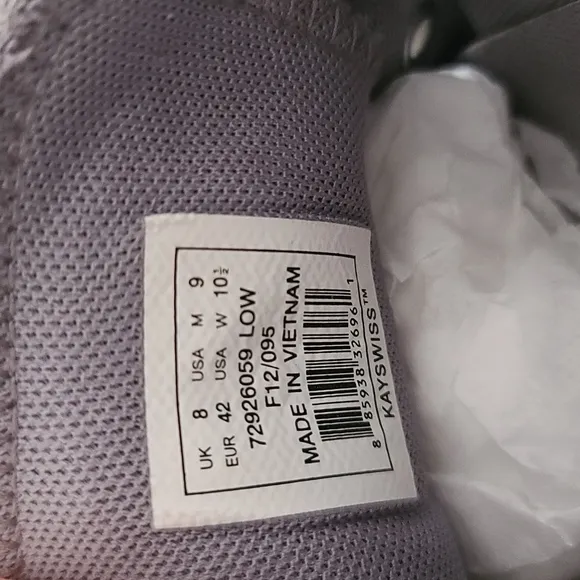 UK 8 USA M 9
EUR 42 USA W 10½
72926059 LOW
F12/095
MADE IN VIETNAM
8 85938 32696 1
KAYSWISS™